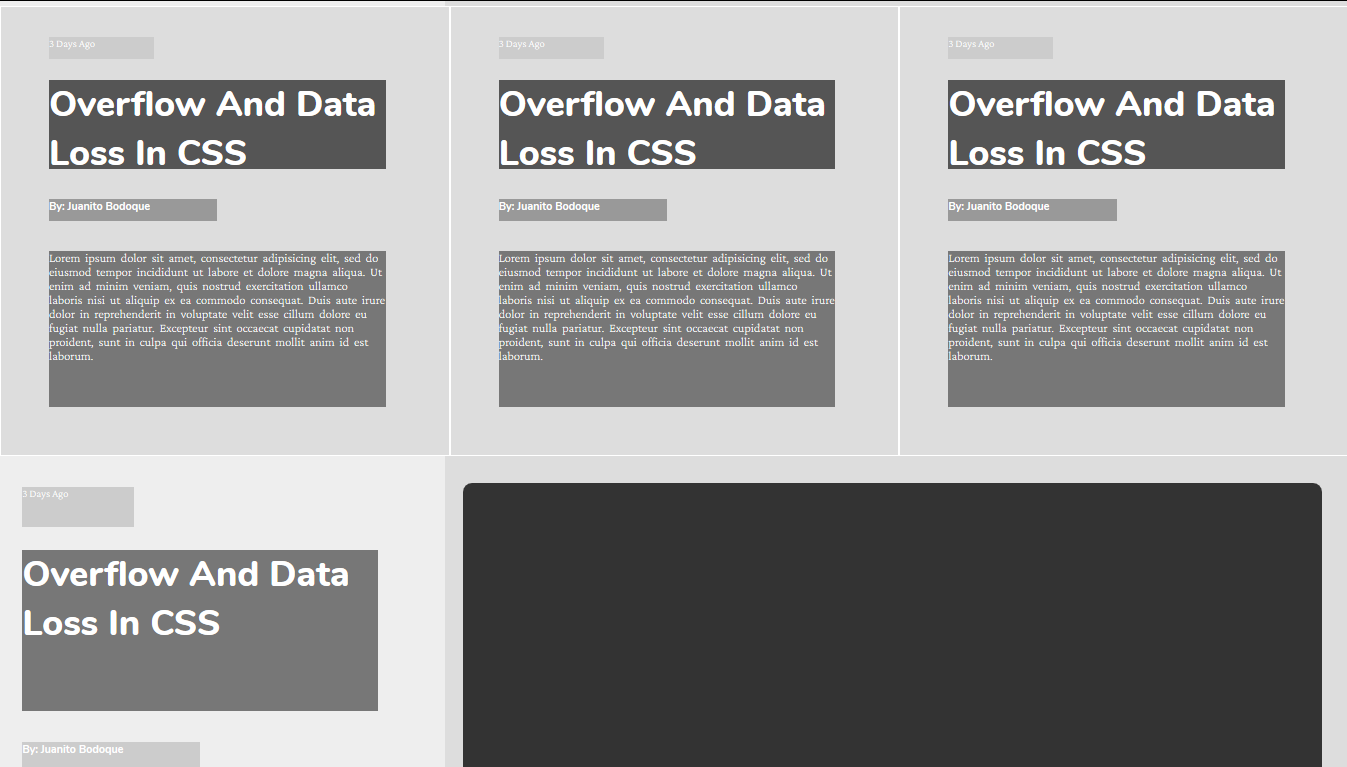 3 Days Ago
Overflow And Data
Loss In CSS
By: Juanito Bodoque
Lorem ipsum dolor sit amet, consectetur adipisicing elit, sed do
eiusmod tempor incididunt ut labore et dolore magna aliqua. Ut
enim ad minim veniam, quis nostrud exercitation ullamco
laboris nisi ut aliquip ex ea commodo consequat. Duis aute irure
dolor in reprehenderit in voluptate velit esse cillum dolore eu
fugiat nulla pariatur. Excepteur sint occaecat cupidatat non
proident, sunt in culpa qui officia deserunt mollit anim id est
laborum.
3 Days Ago
Overflow And Data
Loss In CSS
By: Juanito Bodoque
Lorem ipsum dolor sit amet, consectetur adipisicing elit, sed do
eiusmod tempor incididunt ut labore et dolore magna aliqua. Ut
enim ad minim veniam, quis nostrud exercitation ullamco
laboris nisi ut aliquip ex ea commodo consequat. Duis aute irure
dolor in reprehenderit in voluptate velit esse cillum dolore eu
fugiat nulla pariatur. Excepteur sint occaecat cupidatat non
proident, sunt in culpa qui officia deserunt mollit anim id est
laborum.
3 Days Ago
Overflow And Data
Loss In CSS
By: Juanito Bodoque
Lorem ipsum dolor sit amet, consectetur adipisicing elit, sed do
eiusmod tempor incididunt ut labore et dolore magna aliqua. Ut
enim ad minim veniam, quis nostrud exercitation ullamco
laboris nisi ut aliquip ex ea commodo consequat. Duis aute irure
dolor in reprehenderit in voluptate velit esse cillum dolore eu
fugiat nulla pariatur. Excepteur sint occaecat cupidatat non
proident, sunt in culpa qui officia deserunt mollit anim id est
laborum.
3 Days Ago
Overflow And Data
Loss In CSS
By: Juanito Bodoque